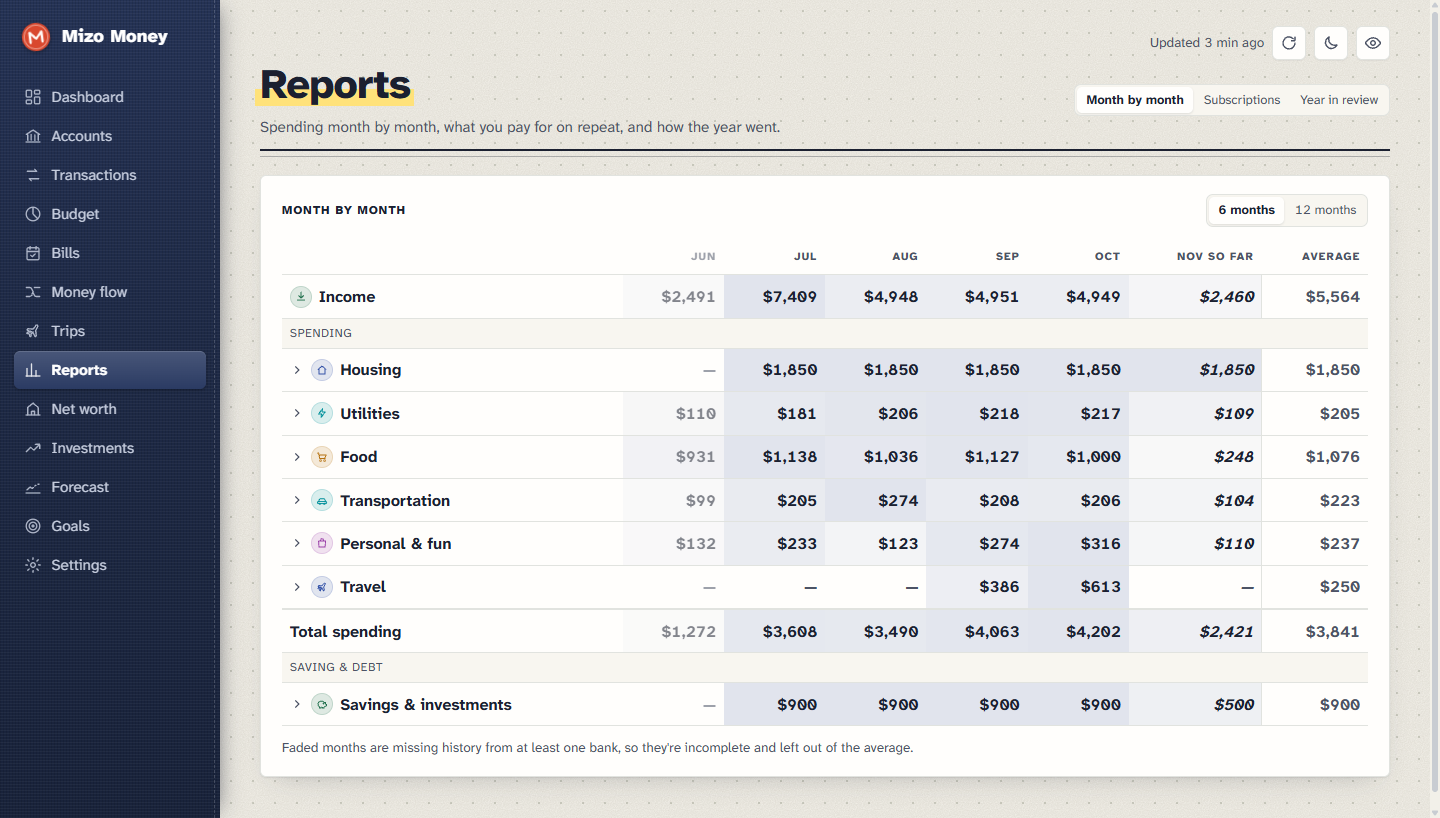 Mizo Money
Dashboard
Accounts
Transactions
Budget
Bills
Money flow
Trips
Reports
Net worth
Investments
Forecast
Goals
Settings
Updated 3 min ago
Reports
Month by month Subscriptions Year in review
Spending month by month, what you pay for on repeat, and how the year went.
MONTH BY MONTH
6 months 12 months
JUN JUL AUG SEP OCT NOV SO FAR AVERAGE
Income $2,491 $7,409 $4,948 $4,951 $4,949 $2,460 $5,564
SPENDING
Housing — $1,850 $1,850 $1,850 $1,850 $1,850 $1,850
Utilities $110 $181 $206 $218 $217 $109 $205
Food $931 $1,138 $1,036 $1,127 $1,000 $248 $1,076
Transportation $99 $205 $274 $208 $206 $104 $223
Personal & fun $132 $233 $123 $274 $316 $110 $237
Travel — — — $386 $613 — $250
Total spending $1,272 $3,608 $3,490 $4,063 $4,202 $2,421 $3,841
SAVING & DEBT
Savings & investments — $900 $900 $900 $900 $500 $900
Faded months are missing history from at least one bank, so they're incomplete and left out of the average.